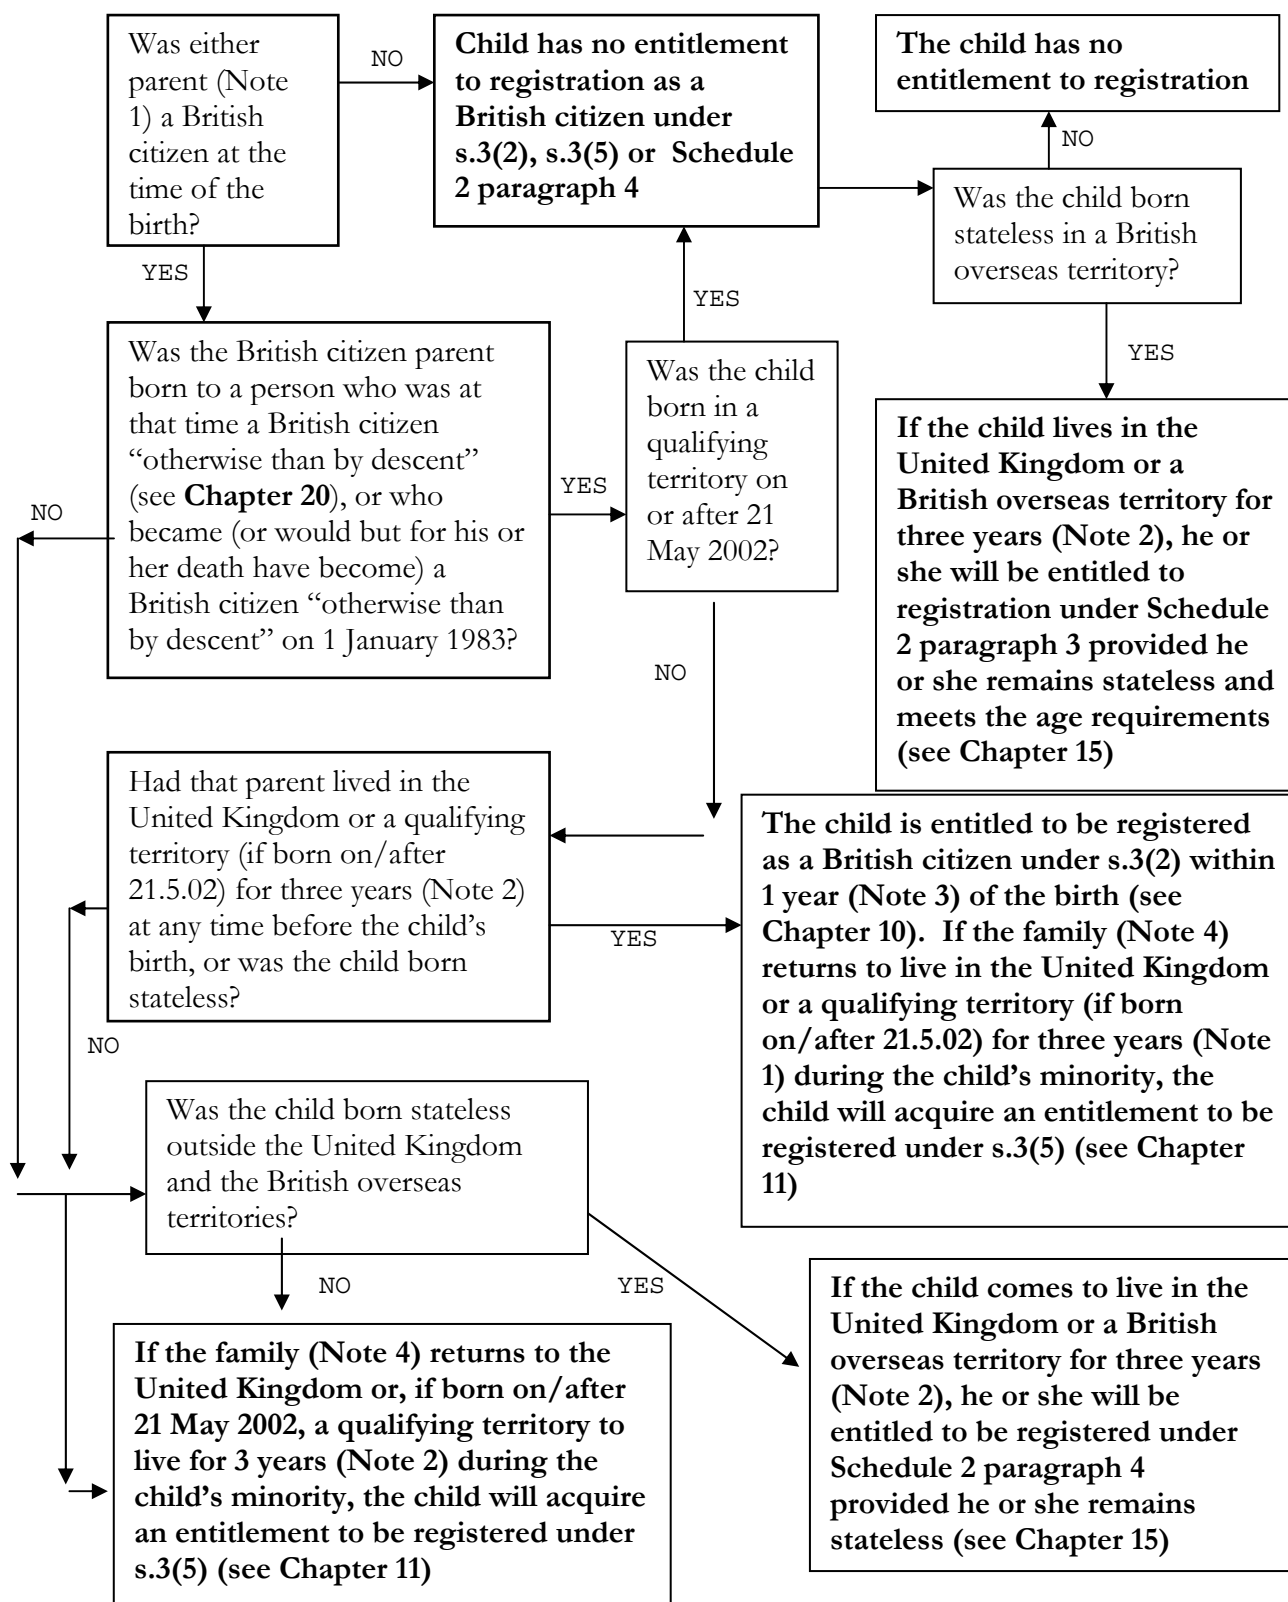 Was either
parent (Note
1) a British
citizen at the
time of the
birth?
NO
Child has no entitlement
to registration as a
British citizen under
s.3(2), s.3(5) or Schedule
2 paragraph 4
The child has no
entitlement to registration
NO
Was the child born
stateless in a British
overseas territory?
YES
YES
YES
Was the British citizen parent
born to a person who was at
that time a British citizen
“otherwise than by descent”
(see Chapter 20), or who
became (or would but for his or
her death have become) a
British citizen “otherwise than
by descent” on 1 January 1983?
NO
YES
Was the child
born in a
qualifying
territory on
or after 21
May 2002?
NO
If the child lives in the
United Kingdom or a
British overseas territory for
three years (Note 2), he or
she will be entitled to
registration under Schedule
2 paragraph 3 provided he
or she remains stateless and
meets the age requirements
(see Chapter 15)
Had that parent lived in the
United Kingdom or a qualifying
territory (if born on/after
21.5.02) for three years (Note 2)
at any time before the child’s
birth, or was the child born
stateless?
NO
YES
The child is entitled to be registered
as a British citizen under s.3(2) within
1 year (Note 3) of the birth (see
Chapter 10). If the family (Note 4)
returns to live in the United Kingdom
or a qualifying territory (if born
on/after 21.5.02) for three years (Note
1) during the child’s minority, the
child will acquire an entitlement to be
registered under s.3(5) (see Chapter
11)
Was the child born stateless
outside the United Kingdom
and the British overseas
territories?
NO
YES
If the family (Note 4) returns to the
United Kingdom or, if born on/after
21 May 2002, a qualifying territory to
live for 3 years (Note 2) during the
child’s minority, the child will acquire
an entitlement to be registered under
s.3(5) (see Chapter 11)
If the child comes to live in the
United Kingdom or a British
overseas territory for three years
(Note 2), he or she will be
entitled to be registered under
Schedule 2 paragraph 4
provided he or she remains
stateless (see Chapter 15)